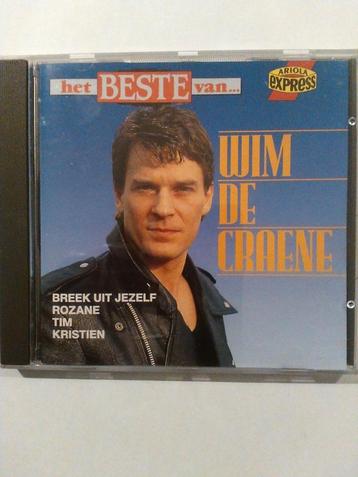 het BESTE van...
ARIOLA
express
WIM
DE
CRAENE
BREEK UIT JEZELF
ROZANE
TIM
KRISTIEN